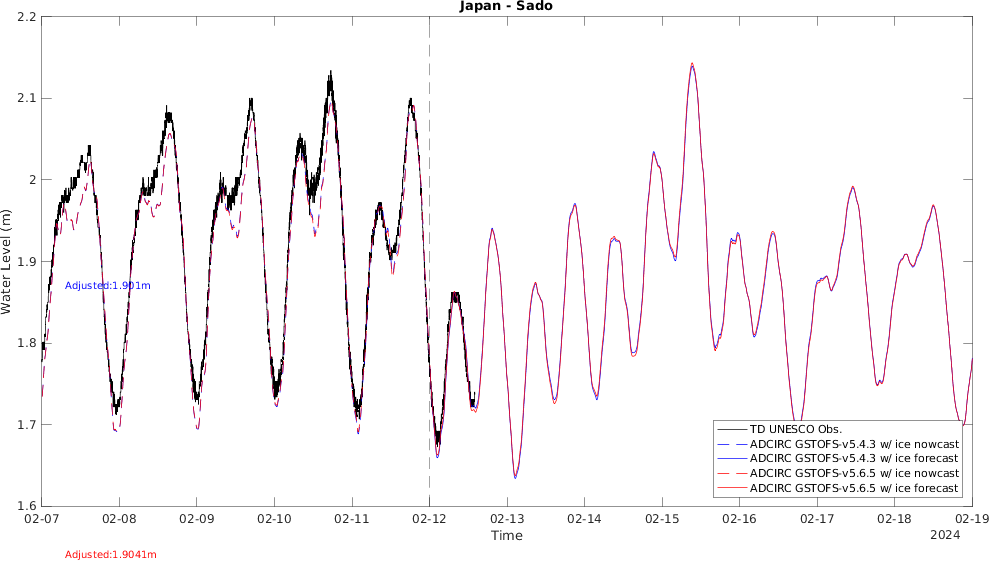 Japan - Sado
2.2
2.1
2
1.9
1.8
1.7
1.6
Water Level (m)
Adjusted:1.901m
TD UNESCO Obs.
ADCIRC GSTOFS-v5.4.3 w/ ice nowcast
ADCIRC GSTOFS-v5.4.3 w/ ice forecast
ADCIRC GSTOFS-v5.6.5 w/ ice nowcast
ADCIRC GSTOFS-v5.6.5 w/ ice forecast
02-07 02-08 02-09 02-10 02-11 02-12 02-13 02-14 02-15 02-16 02-17 02-18 02-19
Time
2024
Adjusted:1.9041m